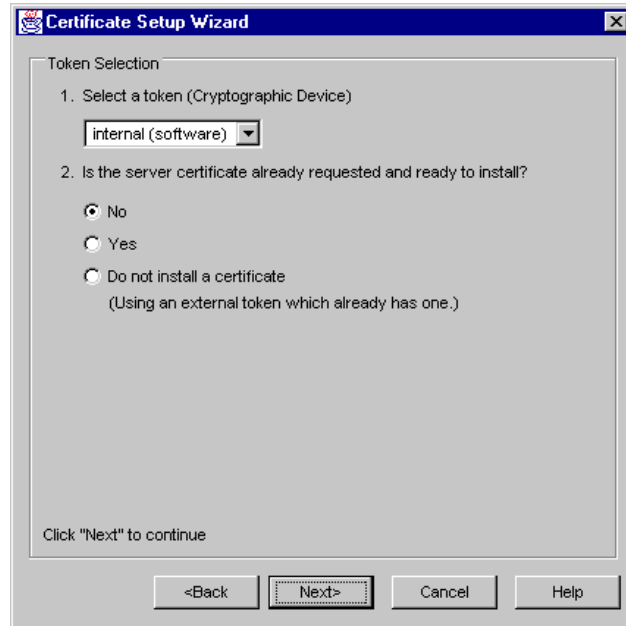 Certificate Setup Wizard
Token Selection
1. Select a token (Cryptographic Device)
internal (software)
2. Is the server certificate already requested and ready to install?
No
Yes
Do not install a certificate
(Using an external token which already has one.)
Click "Next" to continue
<Back Next> Cancel Help